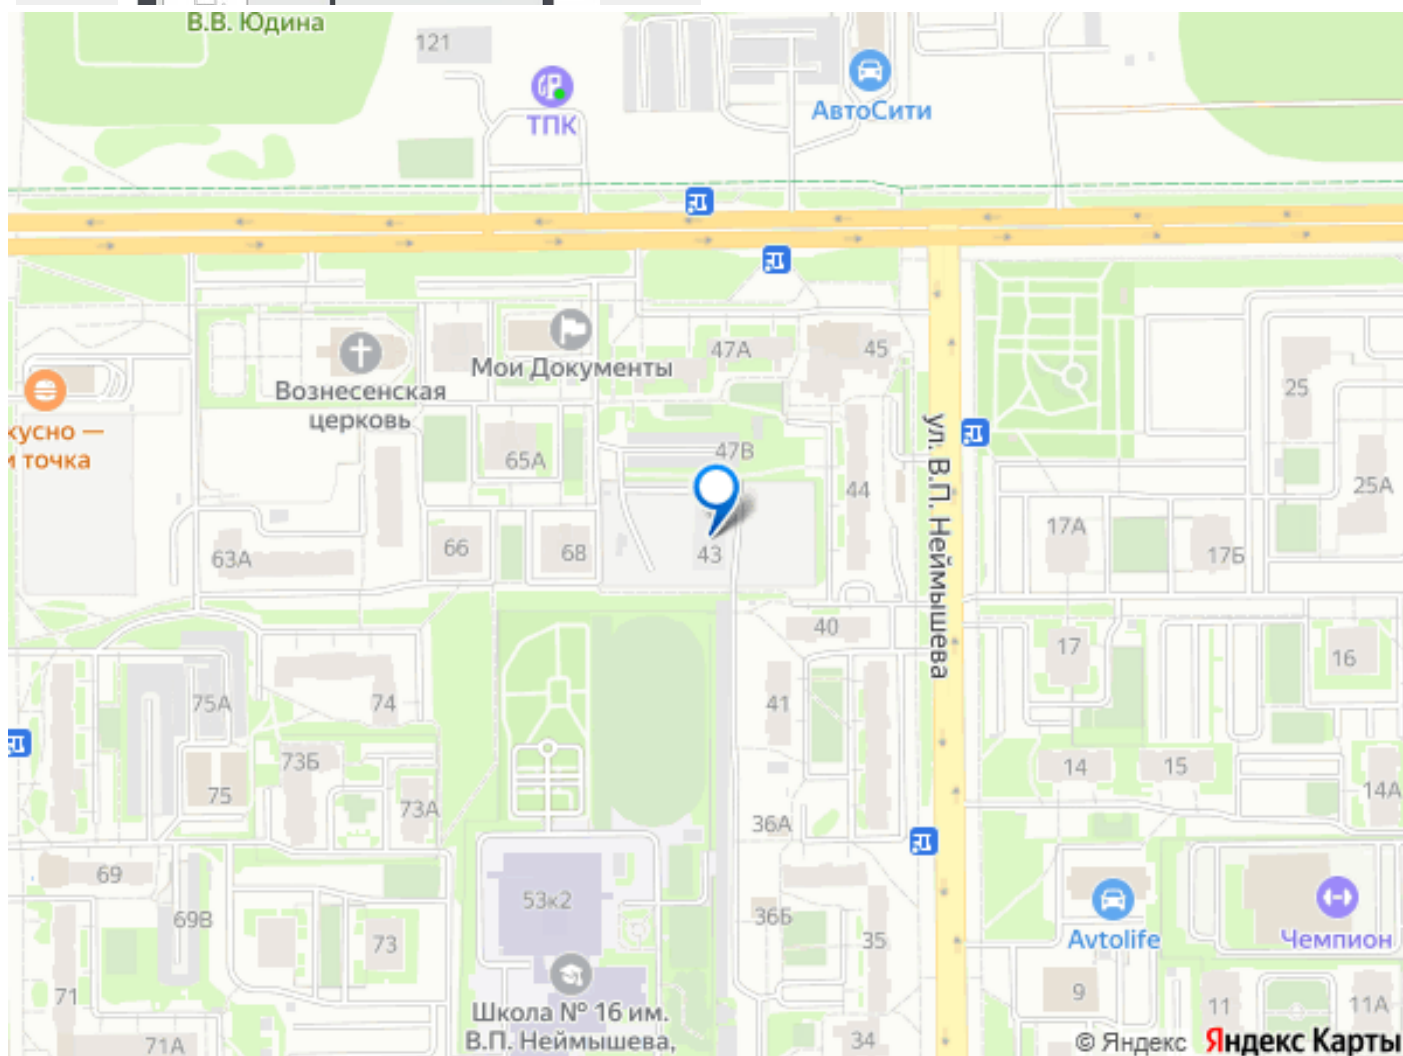 В.В. Юдина
121
ТПК
АвтоСити
Мои Документы
47А
45
Вознесенская
церковь
25
кусно —
и точка
65А
47В
44
25А
ул. В.П. Неймышева
63А
66
68
43
17А
17Б
40
17
16
75А
74
41
73Б
14
15
75
73А
36А
14А
69
53к2
69В
73
36Б
35
Avtolife
Чемпион
71
Школа № 16 им.
В.П. Неймышева,
9
11
11А
71А
34
© Яндекс Яндекс Карты